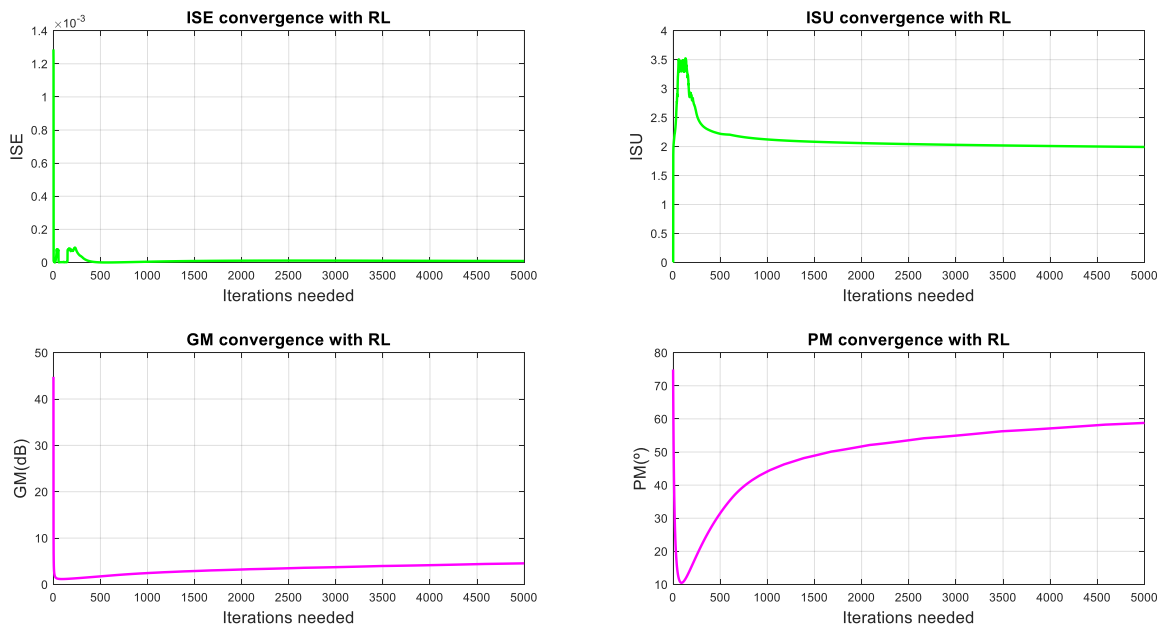 ISE convergence with RL
×10⁻³
1.4
1.2
1
0.8
0.6
0.4
0.2
0
ISE
0 500 1000 1500 2000 2500 3000 3500 4000 4500 5000
Iterations needed
ISU convergence with RL
4
3.5
3
2.5
2
1.5
1
0.5
0
ISU
0 500 1000 1500 2000 2500 3000 3500 4000 4500 5000
Iterations needed
GM convergence with RL
50
40
30
20
10
0
GM(dB)
0 500 1000 1500 2000 2500 3000 3500 4000 4500 5000
Iterations needed
PM convergence with RL
80
70
60
50
40
30
20
10
PM(º)
0 500 1000 1500 2000 2500 3000 3500 4000 4500 5000
Iterations needed